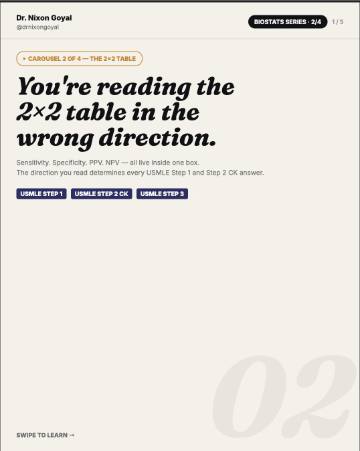 Dr. Nixon Goyal
@drnixongoyal
BIOSTATS SERIES · 2/4
1 / 5
• CAROUSEL 2 OF 4 — THE 2×2 TABLE
You're reading the
2×2 table in the
wrong direction.
Sensitivity. Specificity. PPV. NPV — all live inside one box.
The direction you read determines every USMLE Step 1 and Step 2 CK answer.
USMLE STEP 1
USMLE STEP 2 CK
USMLE STEP 3
02
SWIPE TO LEARN →